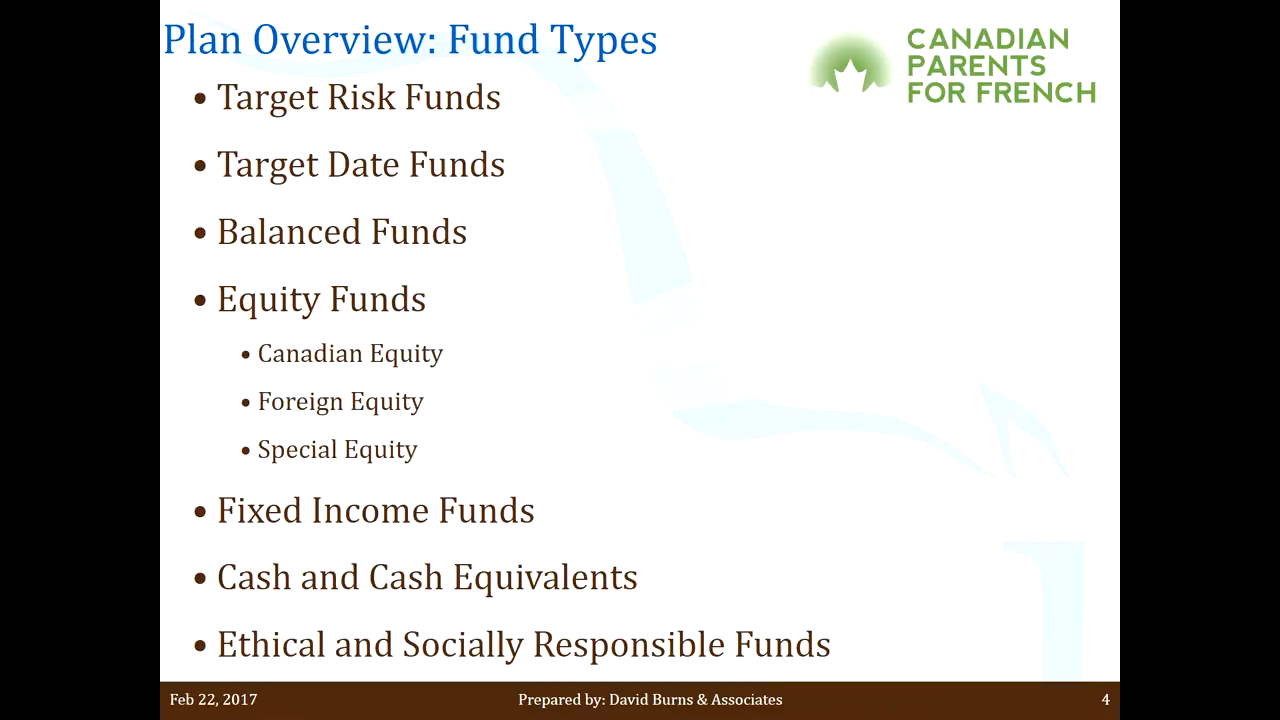 Plan Overview: Fund Types
CANADIAN
PARENTS
FOR FRENCH
• Target Risk Funds
• Target Date Funds
• Balanced Funds
• Equity Funds
• Canadian Equity
• Foreign Equity
• Special Equity
• Fixed Income Funds
• Cash and Cash Equivalents
• Ethical and Socially Responsible Funds
Feb 22, 2017 Prepared by: David Burns & Associates 4